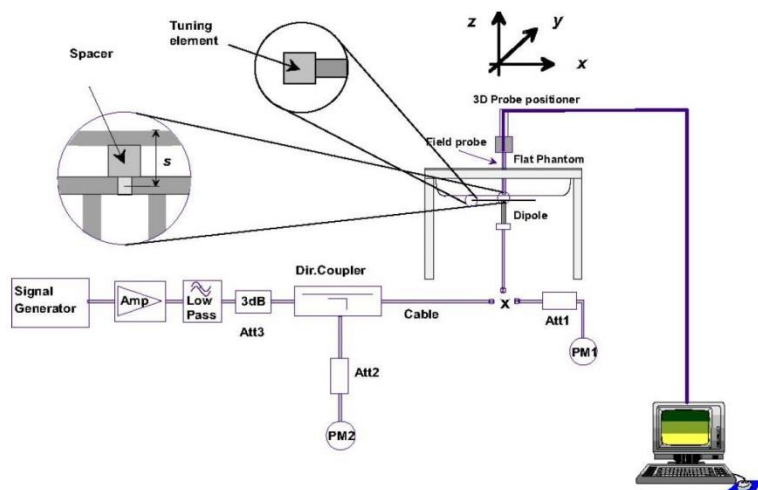 Tuning
element
Spacer
s
z
y
x
3D Probe positioner
Field probe
Flat Phantom
Dipole
Signal
Generator
Amp
Low
Pass
3dB
Att3
Dir.Coupler
Cable
x
Att1
PM1
Att2
PM2